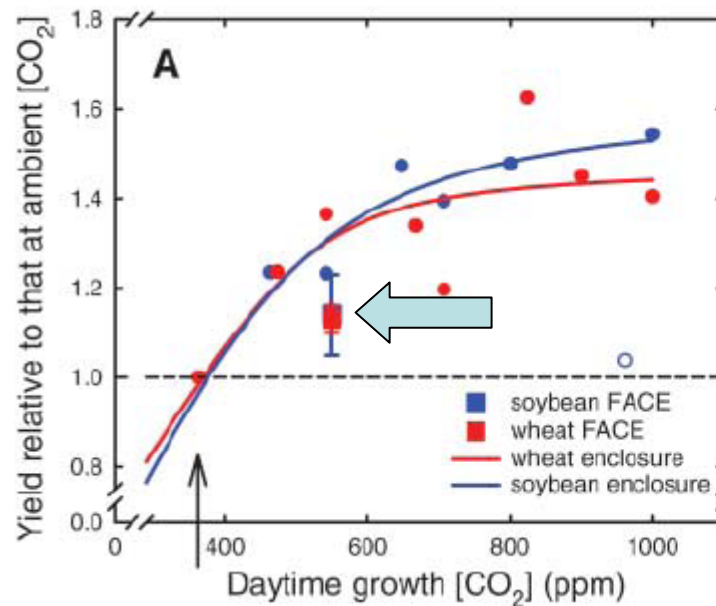 Yield relative to that at ambient [CO₂]
1.8
1.6
1.4
1.2
1.0
0.8
0.0
A
soybean FACE
wheat FACE
wheat enclosure
soybean enclosure
0
400
600
800
1000
Daytime growth [CO₂] (ppm)